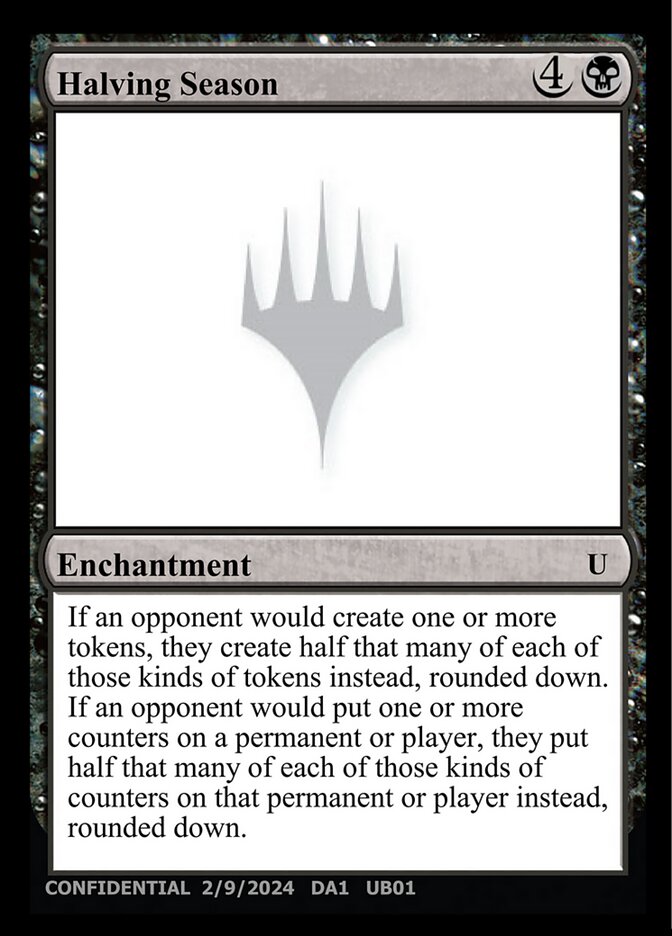 Halving Season 4
Enchantment U
If an opponent would create one or more
tokens, they create half that many of each of
those kinds of tokens instead, rounded down.
If an opponent would put one or more
counters on a permanent or player, they put
half that many of each of those kinds of
counters on that permanent or player instead,
rounded down.
CONFIDENTIAL 2/9/2024 DA1 UB01